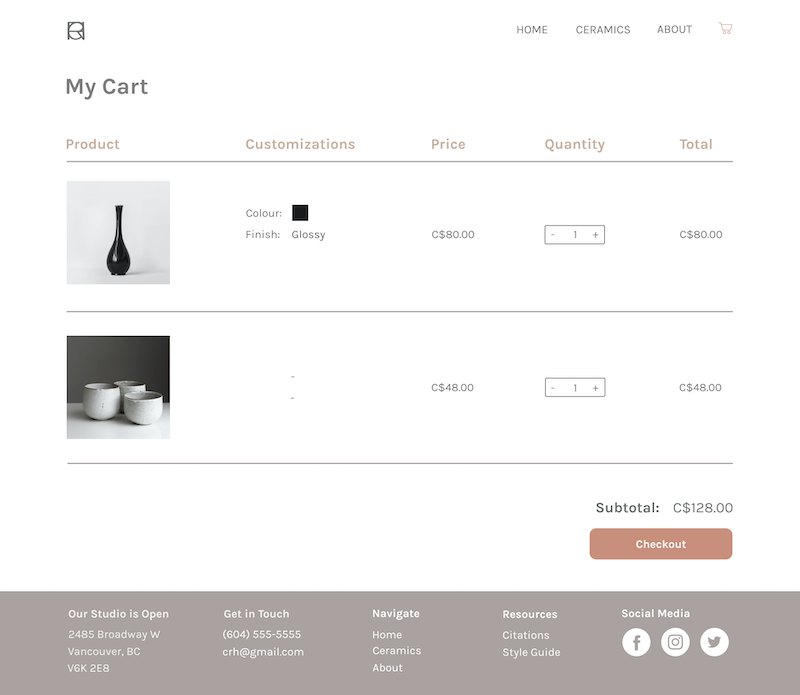 HOME CERAMICS ABOUT
My Cart
Product Customizations Price Quantity Total
Colour:
Finish: Glossy C$80.00 - 1 + C$80.00
-
C$48.00 - 1 + C$48.00
-
Subtotal: C$128.00
Checkout
Our Studio is Open
2485 Broadway W
Vancouver, BC
V6K 2E8
Get in Touch
(604) 555-5555
crh@gmail.com
Navigate
Home
Ceramics
About
Resources
Citations
Style Guide
Social Media